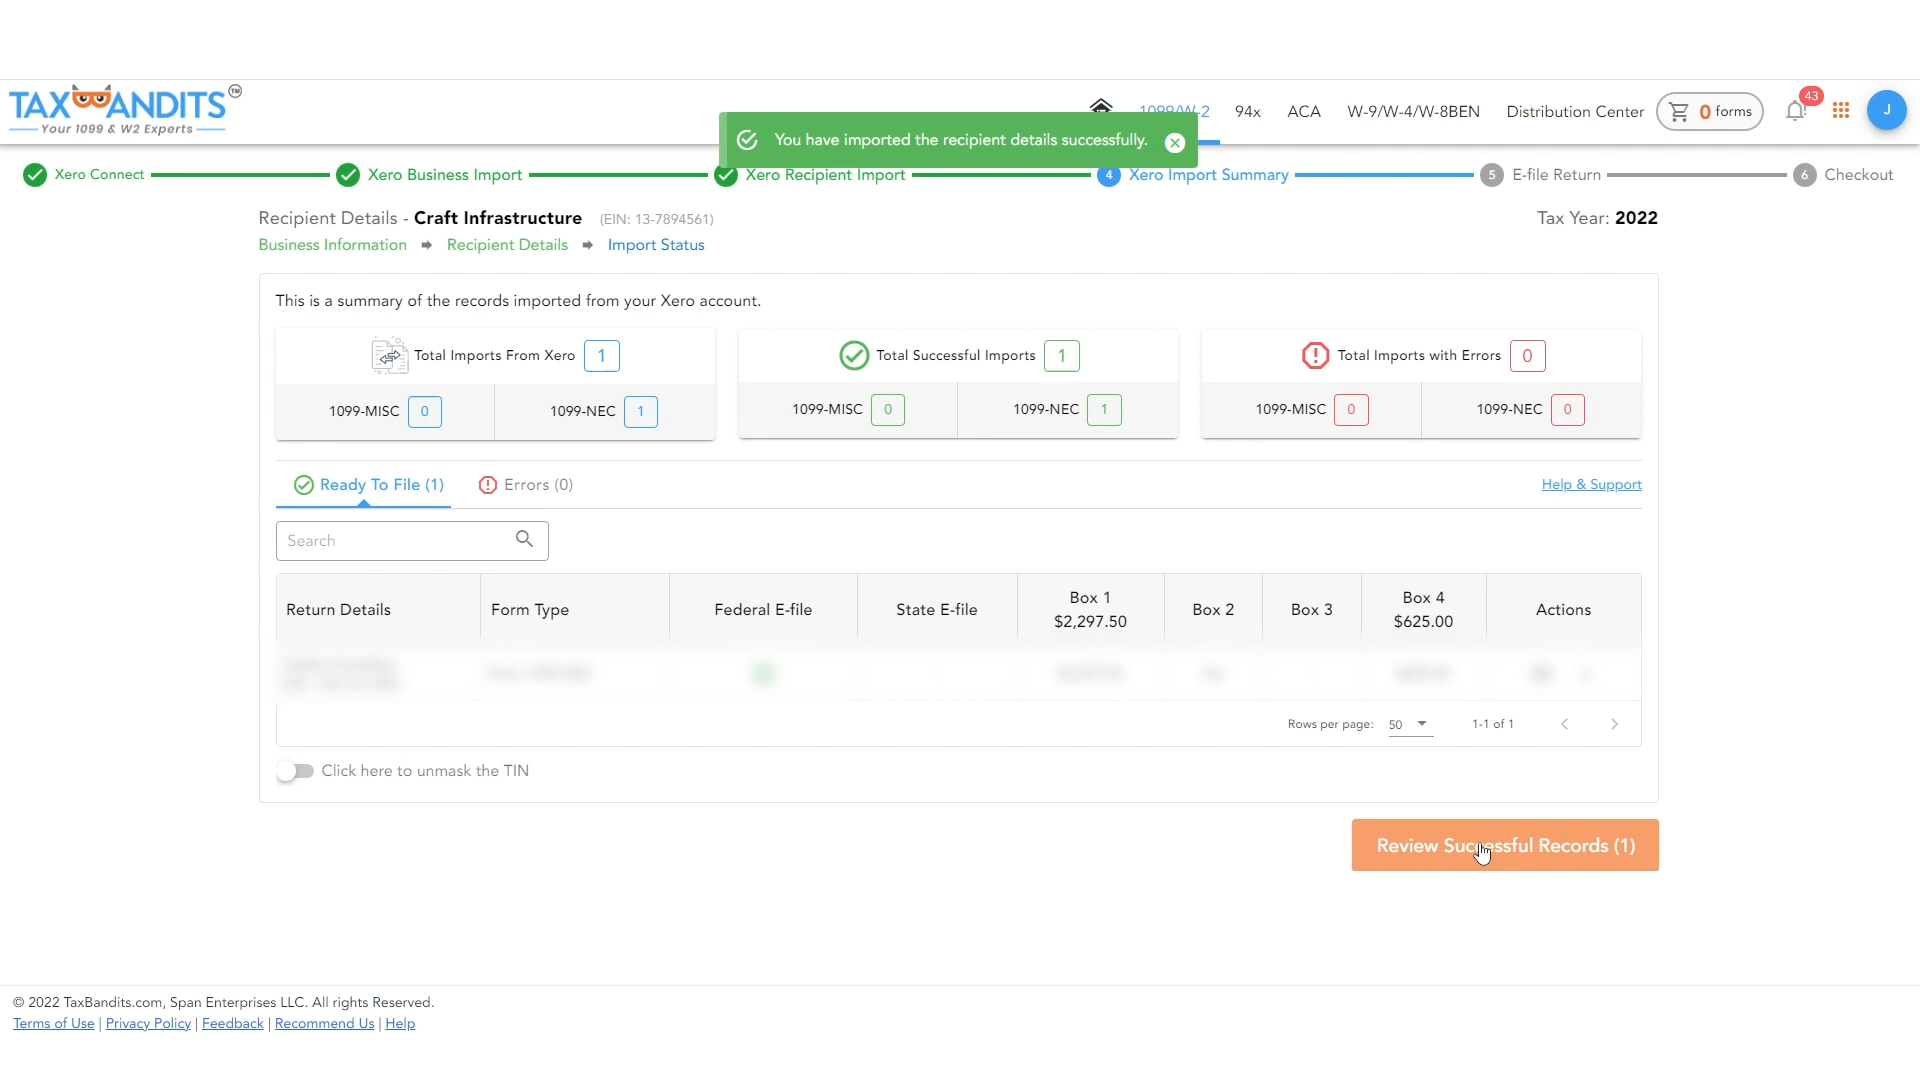 TAXBANDITS TM
Your 1099 & W2 Experts
1099/W-2 94x ACA W-9/W-4/W-8BEN Distribution Center 0 forms 43 J
You have imported the recipient details successfully.
Xero Connect Xero Business Import Xero Recipient Import 4 Xero Import Summary 5 E-file Return 6 Checkout
Recipient Details - Craft Infrastructure (EIN: 13-7894561) Tax Year: 2022
Business Information Recipient Details Import Status
This is a summary of the records imported from your Xero account.
Total Imports From Xero 1 Total Successful Imports 1 Total Imports with Errors 0
1099-MISC 0 1099-NEC 1 1099-MISC 0 1099-NEC 1 1099-MISC 0 1099-NEC 0
Ready To File (1) Errors (0) Help & Support
Search
Return Details Form Type Federal E-file State E-file Box 1 $2,297.50 Box 2 Box 3 Box 4 $625.00 Actions
Rows per page: 50 1-1 of 1
Click here to unmask the TIN
Review Successful Records (1)
© 2022 TaxBandits.com, Span Enterprises LLC. All rights Reserved.
Terms of Use | Privacy Policy | Feedback | Recommend Us | Help